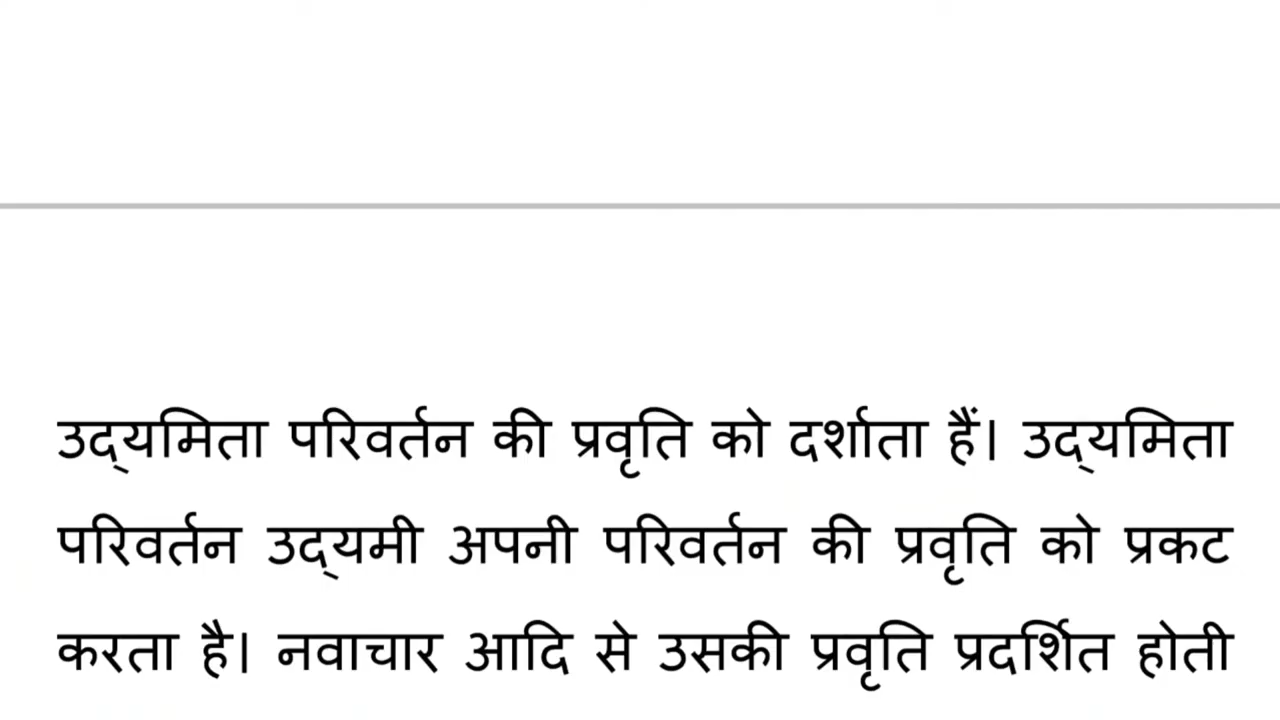 उद्यमिता परिवर्तन की प्रवृति को दर्शाता हैं। उद्यमिता
परिवर्तन उद्यमी अपनी परिवर्तन की प्रवृति को प्रकट
करता है। नवाचार आदि से उसकी प्रवृति प्रदर्शित होती